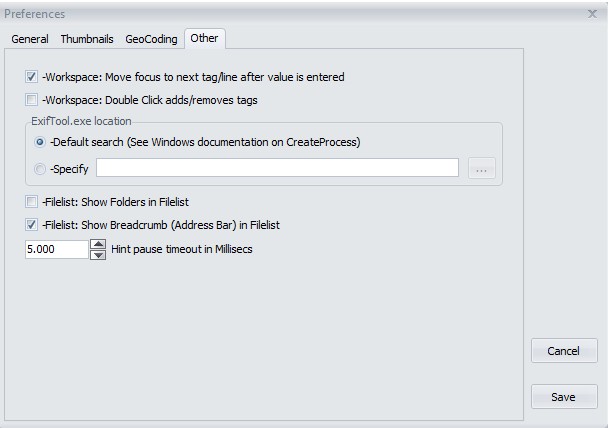 Preferences
General Thumbnails GeoCoding Other
-Workspace: Move focus to next tag/line after value is entered
-Workspace: Double Click adds/removes tags
ExifTool.exe location
-Default search (See Windows documentation on CreateProcess)
-Specify ...
-Filelist: Show Folders in Filelist
-Filelist: Show Breadcrumb (Address Bar) in Filelist
5.000 Hint pause timeout in Millisecs
Cancel
Save